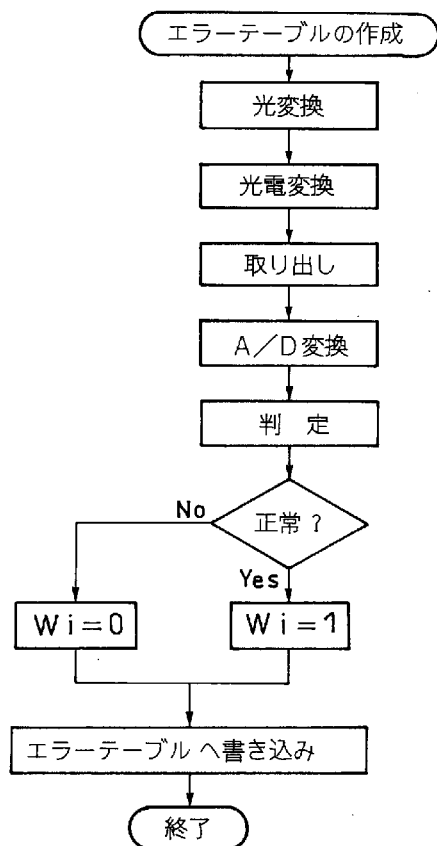 エラーテーブルの作成
光変換
光電変換
取り出し
A/D変換
判定
正常?
No
Yes
Wi=0
Wi=1
エラーテーブルへ書き込み
終了